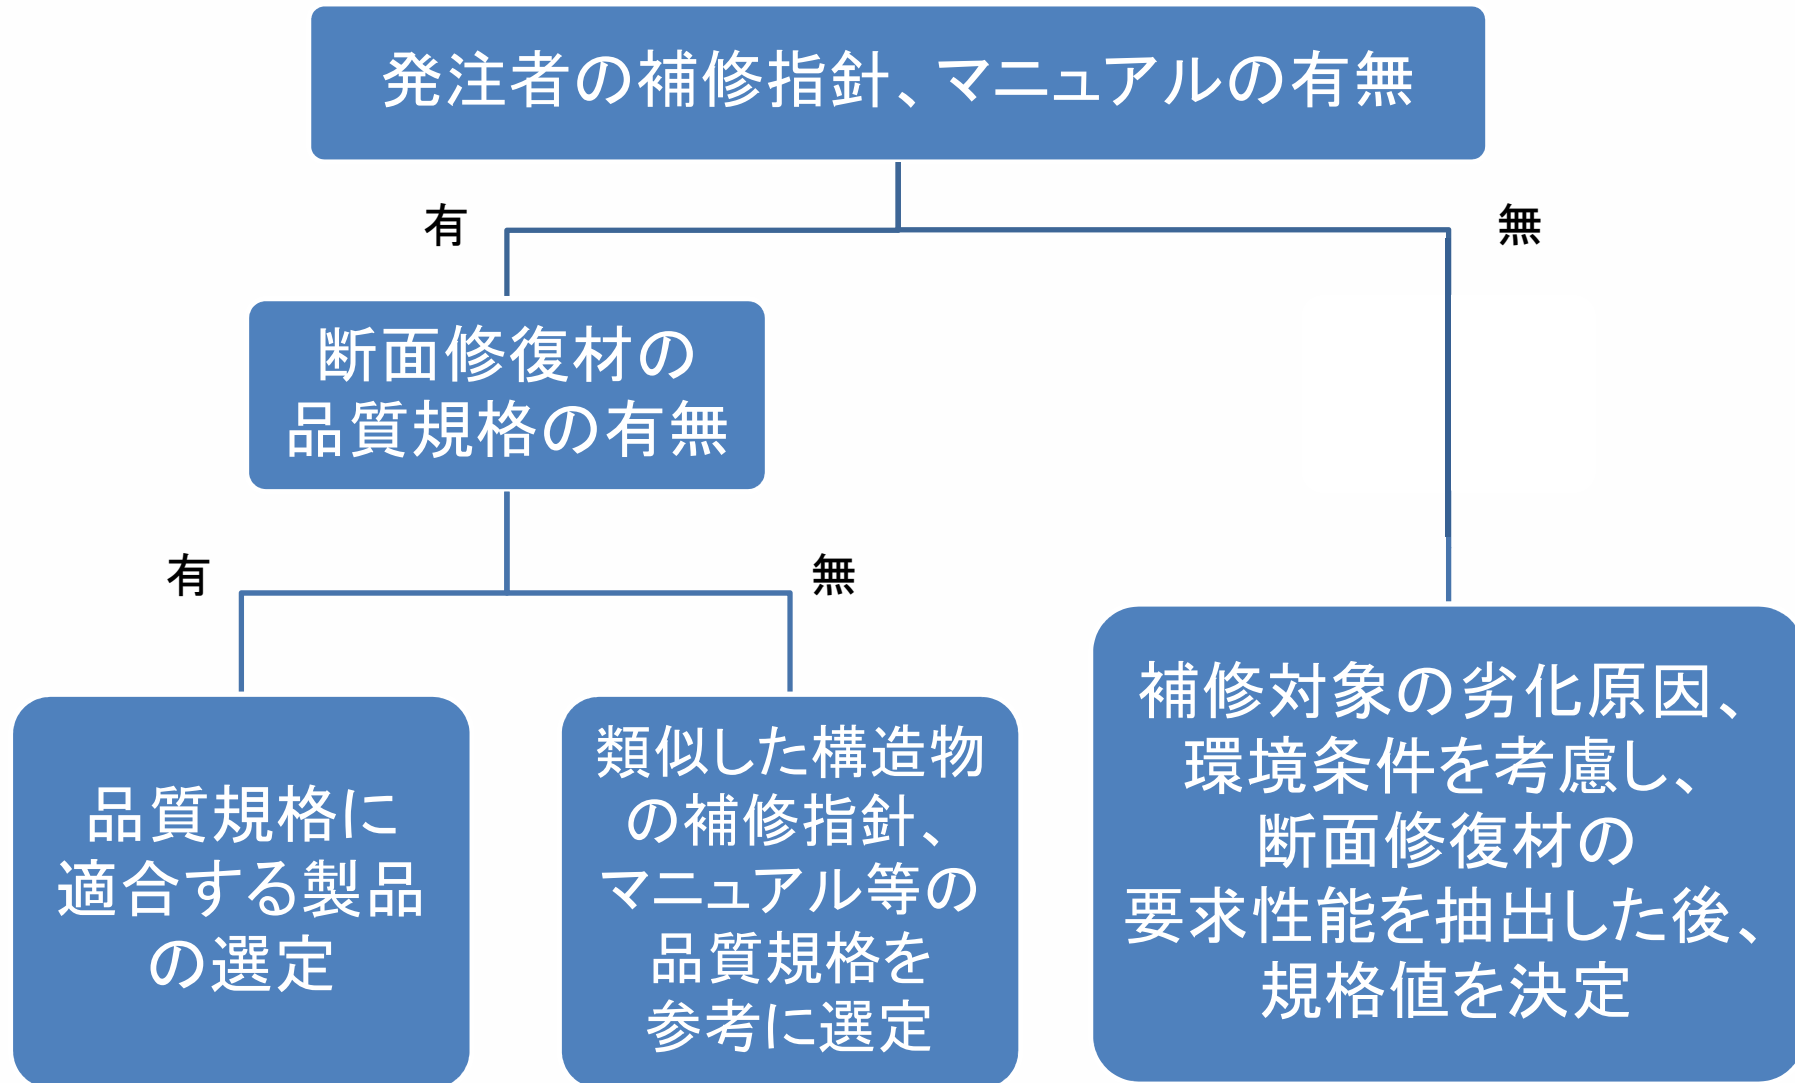 発注者の補修指針、マニュアルの有無
有
無
断面修復材の
品質規格の有無
有
無
品質規格に
適合する製品
の選定
類似した構造物
の補修指針、
マニュアル等の
品質規格を
参考に選定
補修対象の劣化原因、
環境条件を考慮し、
断面修復材の
要求性能を抽出した後、
規格値を決定